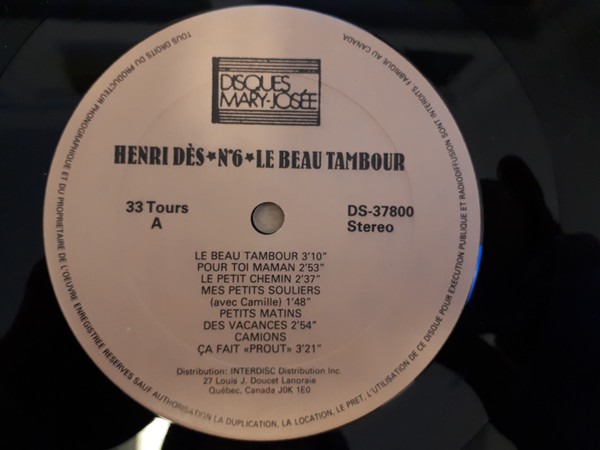 DISQUES
MARY-JOSÉE
HENRI DÈS★Nº6★LE BEAU TAMBOUR
33 Tours
A
DS-37800
Stereo
LE BEAU TAMBOUR 3'10"
POUR TOI MAMAN 2'53"
LE PETIT CHEMIN 2'37"
MES PETITS SOULIERS
(avec Camille) 1'48"
PETITS MATINS
DES VACANCES 2'54"
CAMIONS
ÇA FAIT «PROUT» 3'21"
Distribution: INTERDISC Distribution Inc.
27 Louis J. Doucet Lanoraie
Québec, Canada J0K 1E0
TOUS DROITS DU PRODUCTEUR PHONOGRAPHIQUE ET DU PROPRIETAIRE DE L'OEUVRE ENREGISTREE RESERVES SAUF AUTORISATION LA DUPLICATION, LA LOCATION, LE PRET, L'UTILISATION DE CE DISQUE POUR EXECUTION PUBLIQUE ET RADIODIFFUSION SONT INTERDITS FABRIQUE AU CANADA